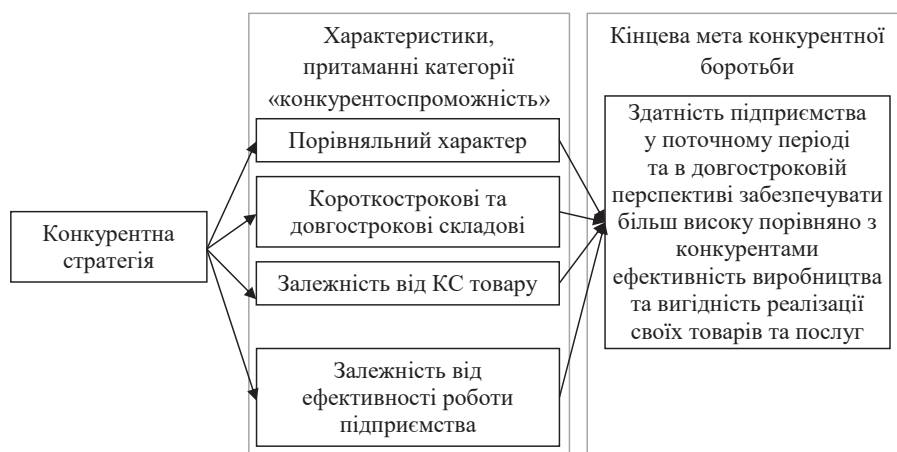 Характеристики,
притаманні категорії
«конкурентоспроможність»
Кінцева мета конкурентної
боротьби
Конкурентна
стратегія
Порівняльний характер
Короткострокові та
довгострокові складові
Залежність від КС товару
Залежність від
ефективності роботи
підприємства
Здатність підприємства
у поточному періоді
та в довгостроковій
перспективі забезпечувати
більш високу порівняно з
конкурентами
ефективність виробництва
та вигідність реалізації
своїх товарів та послуг